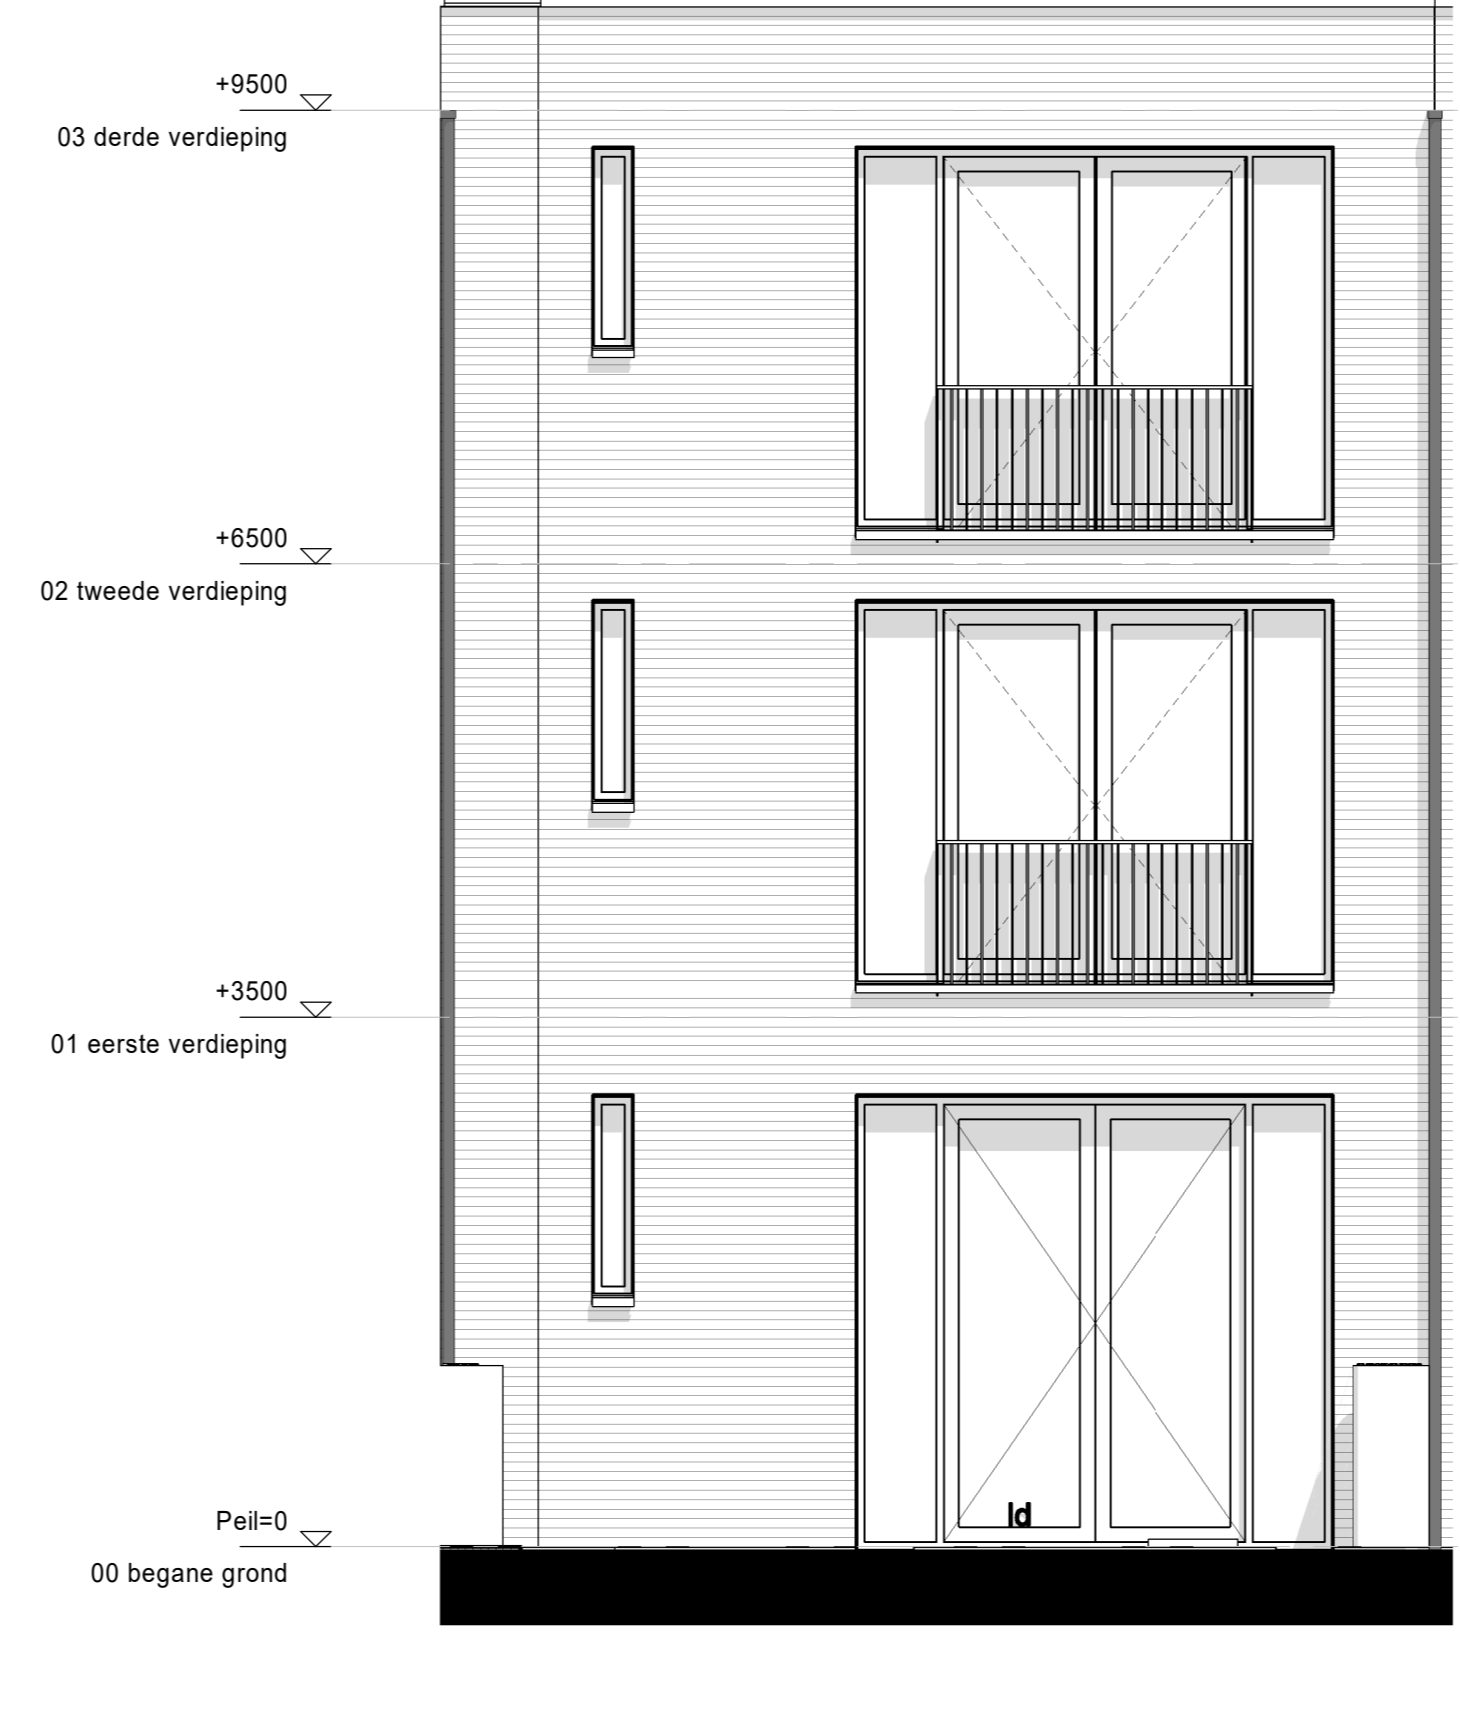 +9500
03 derde verdieping
+6500
02 tweede verdieping
+3500
01 eerste verdieping
ld
Peil=0
00 begane grond